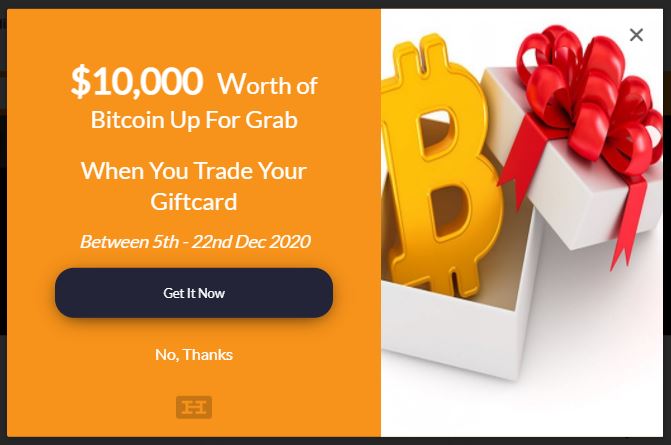 $10,000 Worth of
Bitcoin Up For Grab
When You Trade Your
Giftcard
Between 5th - 22nd Dec 2020
Get It Now
No, Thanks